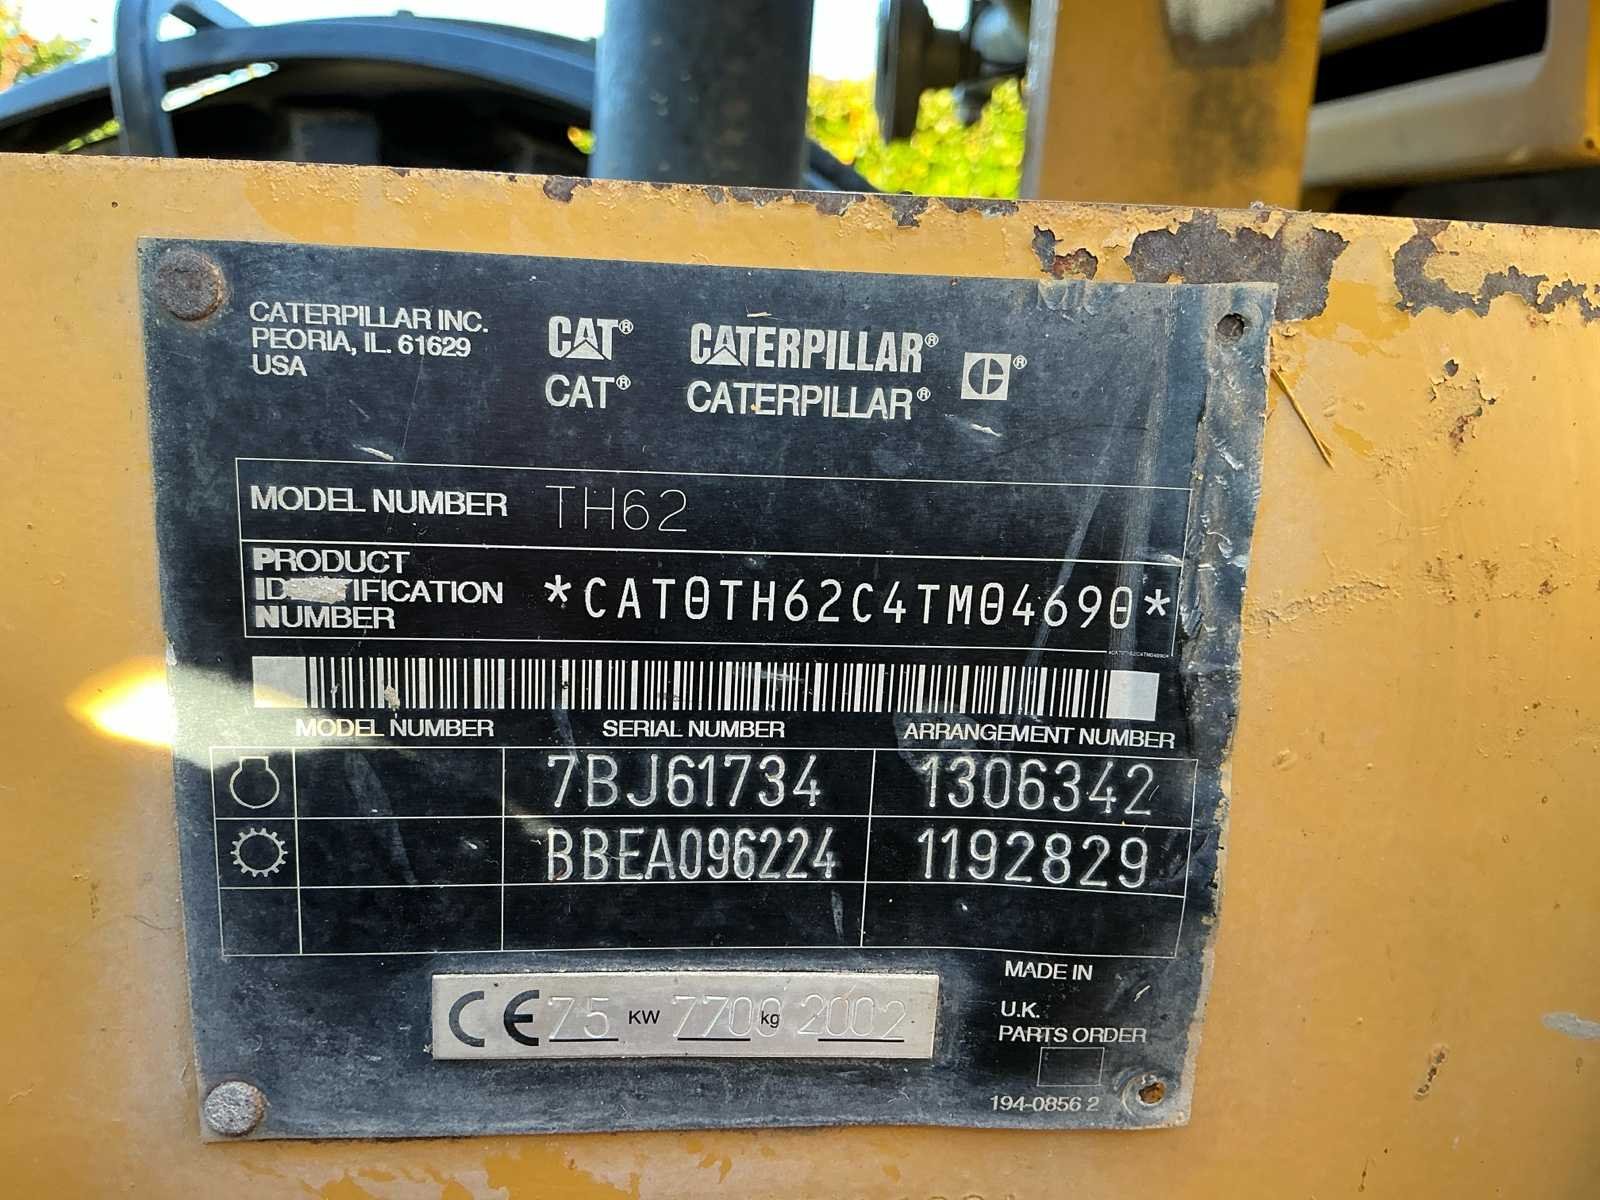 CATERPILLAR INC.
PEORIA, IL. 61629
USA
CAT® CATERPILLAR® ®
CAT® CATERPILLAR®
MODEL NUMBER TH62
PRODUCT
IDENTIFICATION
NUMBER
*CAT0TH62C4TM04690*
MODEL NUMBER SERIAL NUMBER ARRANGEMENT NUMBER
7BJ61734 1306342
BBEA096224 1192829
CE 75 KW 7700 kg 2002
MADE IN
U.K.
PARTS ORDER
194-0856 2